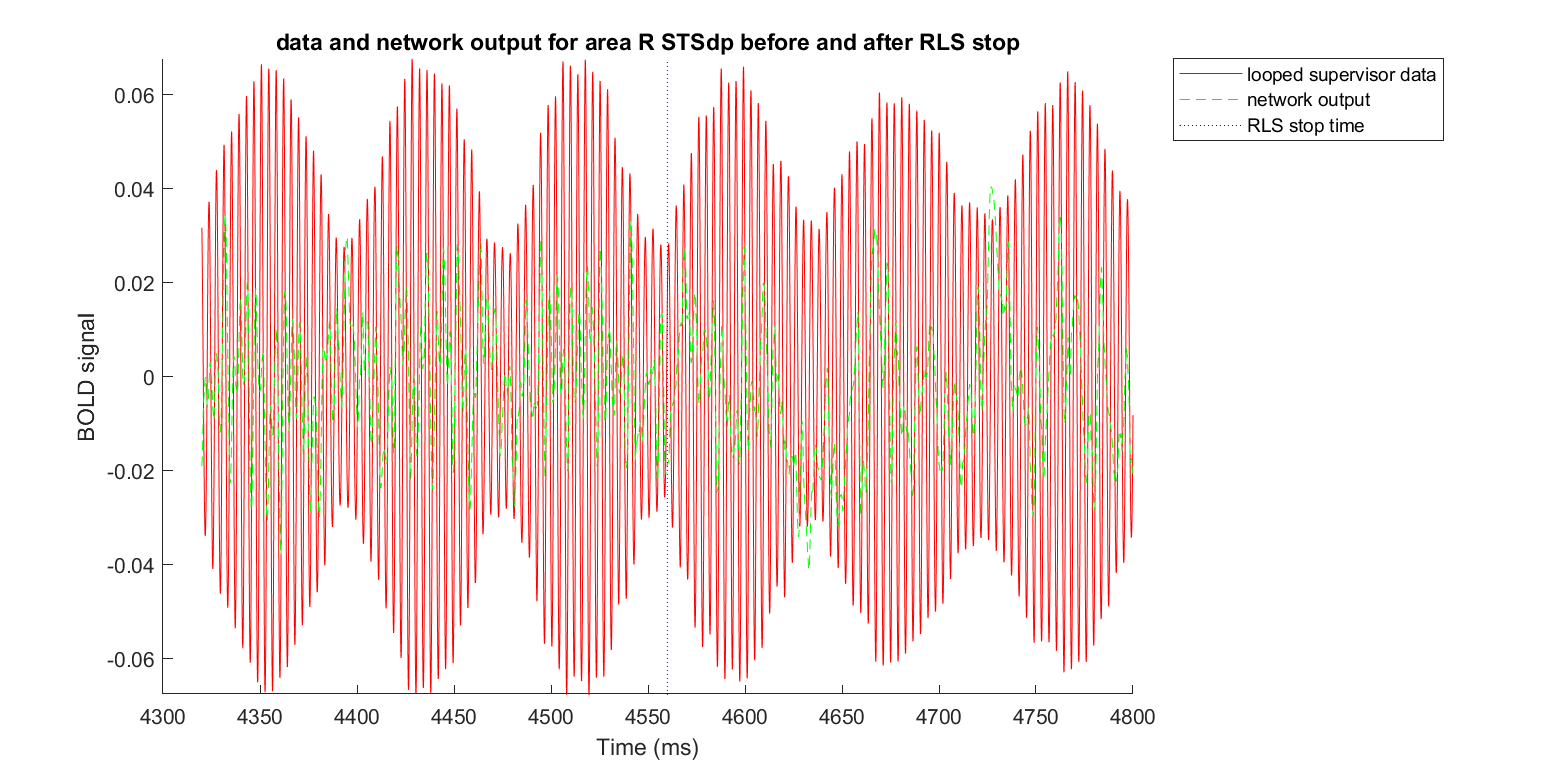 data and network output for area R STSdp before and after RLS stop
looped supervisor data
network output
RLS stop time
0.06
0.04
0.02
0
-0.02
-0.04
-0.06
BOLD signal
4300 4350 4400 4450 4500 4550 4600 4650 4700 4750 4800
Time (ms)